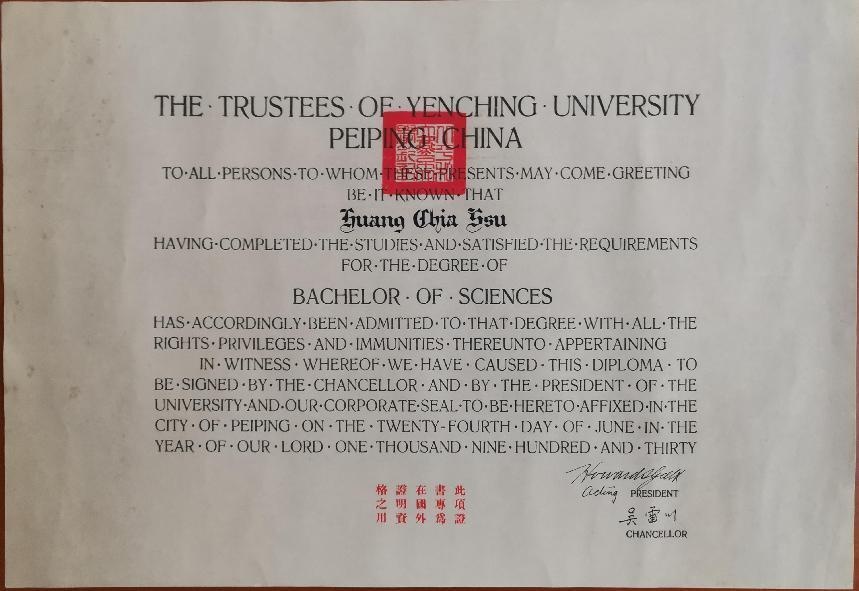 THE · TRUSTEES · OF · YENCHING · UNIVERSITY
PEIPING · CHINA
TO · ALL · PERSONS · TO · WHOM · THESE · PRESENTS · MAY · COME · GREETING
BE · IT · KNOWN · THAT
Huang Chia Hsu
HAVING · COMPLETED · THE · STUDIES · AND · SATISFIED · THE · REQUIREMENTS
FOR · THE · DEGREE · OF
BACHELOR · OF · SCIENCES
HAS · ACCORDINGLY · BEEN · ADMITTED · TO · THAT · DEGREE · WITH · ALL · THE
RIGHTS · PRIVILEGES · AND · IMMUNITIES · THEREUNTO · APPERTAINING
IN · WITNESS · WHEREOF · WE · HAVE · CAUSED · THIS · DIPLOMA · TO
BE · SIGNED · BY · THE · CHANCELLOR · AND · BY · THE · PRESIDENT · OF · THE
UNIVERSITY · AND · OUR · CORPORATE · SEAL · TO · BE · HERETO · AFFIXED · IN · THE
CITY · OF · PEIPING · ON · THE · TWENTY-FOURTH · DAY · OF · JUNE · IN · THE
YEAR · OF · OUR · LORD · ONE · THOUSAND · NINE · HUNDRED · AND · THIRTY
Acting PRESIDENT
吳雷川
CHANCELLOR
此項證
書專為
在國外
證明資
格之用